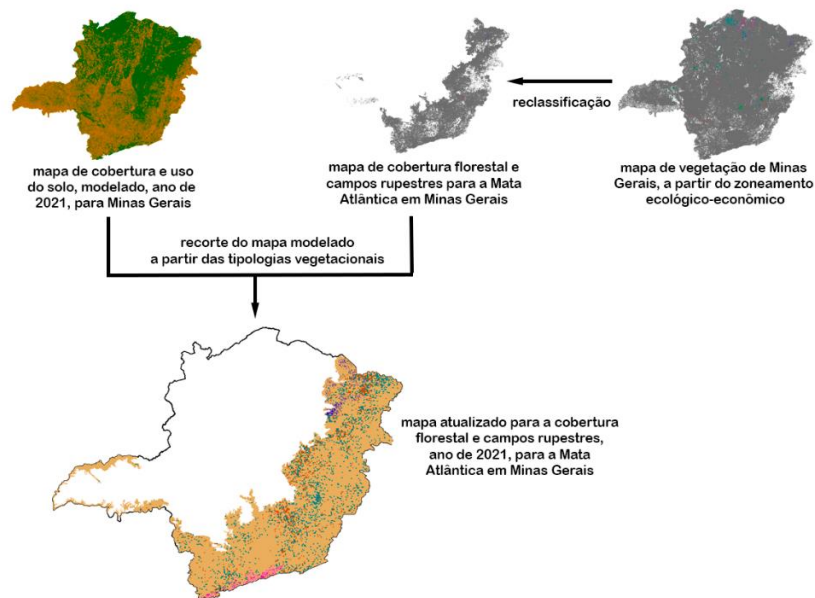 reclassificação
mapa de cobertura e uso
do solo, modelado, ano de
2021, para Minas Gerais
mapa de cobertura florestal e
campos rupestres para a Mata
Atlântica em Minas Gerais
mapa de vegetação de Minas
Gerais, a partir do zoneamento
ecológico-econômico
recorte do mapa modelado
a partir das tipologias vegetacionais
mapa atualizado para a cobertura
florestal e campos rupestres,
ano de 2021, para a Mata
Atlântica em Minas Gerais